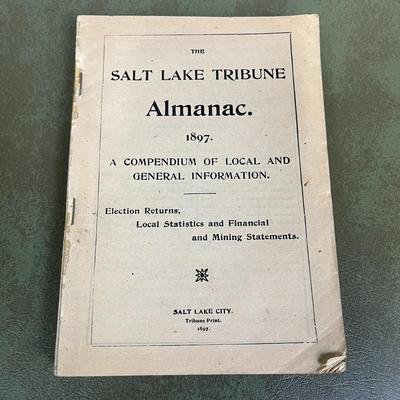 THE
SALT LAKE TRIBUNE
Almanac.
1897.
A COMPENDIUM OF LOCAL AND
GENERAL INFORMATION.
Election Returns,
Local Statistics and Financial
and Mining Statements.
SALT LAKE CITY.
Tribune Print.
1897.